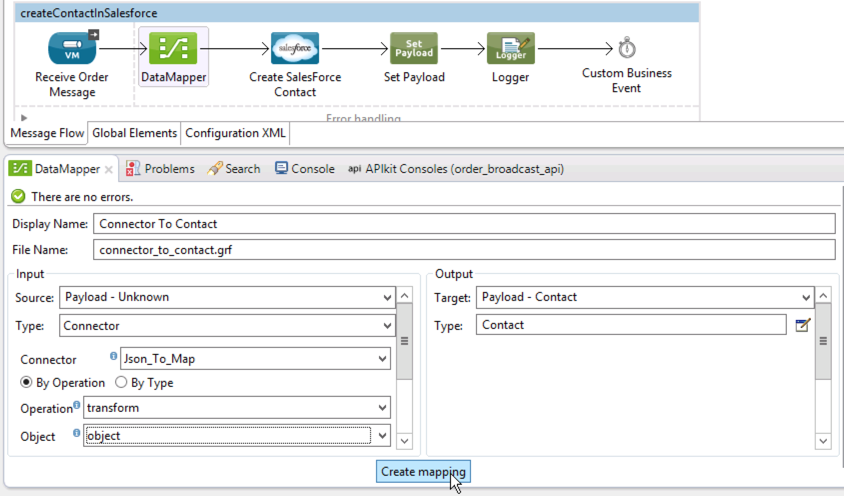 createContactInSalesforce
VM
salesforce
Set
Payload
Logger
Receive Order
Message
DataMapper
Create SalesForce
Contact
Set Payload
Logger
Custom Business
Event
Error handling
Message Flow Global Elements Configuration XML
DataMapper Problems Search Console api APIkit Consoles (order_broadcast_api)
There are no errors.
Display Name: Connector To Contact
File Name: connector_to_contact.grf
Input
Source: Payload - Unknown
Type: Connector
Connector Json_To_Map
By Operation By Type
Operation transform
Object object
Output
Target: Payload - Contact
Type: Contact
Create mapping